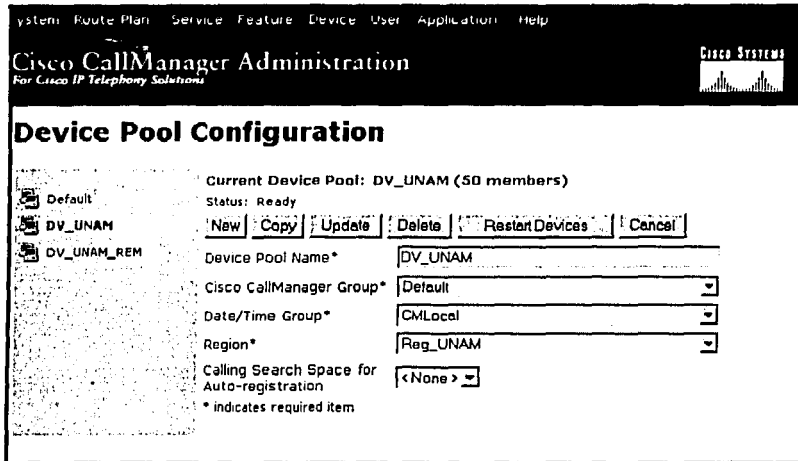 ystem Route Plan Service Feature Device User Application Help
Cisco CallManager Administration
For Cisco IP Telephony Solutions
CISCO SYSTEMS
Device Pool Configuration
Default
DV_UNAM
DV_UNAM_REM
Current Device Pool: DV_UNAM (50 members)
Status: Ready
New Copy Update Delete Restart Devices Cancel
Device Pool Name* DV_UNAM
Cisco CallManager Group* Default
Date/Time Group* CMLocal
Region* Reg_UNAM
Calling Search Space for
Auto-registration <None>
* indicates required item